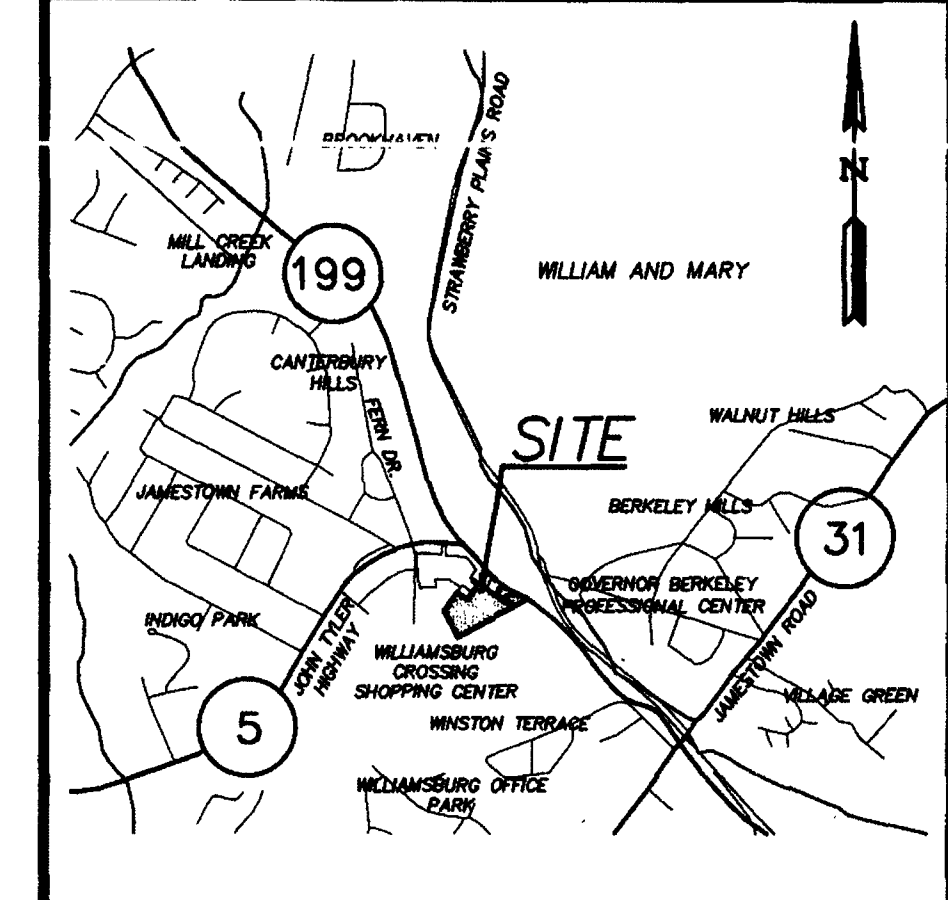 BROOKHAVEN
STRAWBERRY PLAINS ROAD
N
MILL CREEK
LANDING
199
WILLIAM AND MARY
CANTERBURY
HILLS
FERN DR.
SITE
WALNUT HILLS
JAMESTOWN FARMS
BERKELEY HILLS
31
GOVERNOR BERKELEY
PROFESSIONAL CENTER
INDIGO PARK
JOHN TYLER
HIGHWAY
WILLIAMSBURG
CROSSING
SHOPPING CENTER
JAMESTOWN ROAD
VILLAGE GREEN
5
WINSTON TERRACE
WILLIAMSBURG OFFICE
PARK